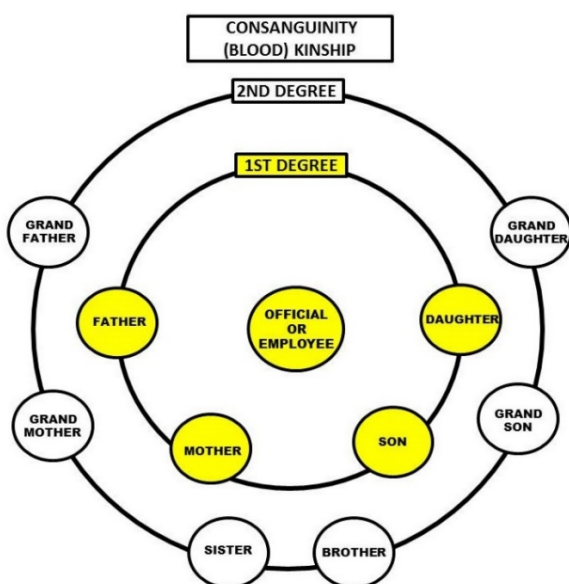 CONSANGUINITY
(BLOOD) KINSHIP
2ND DEGREE
1ST DEGREE
GRAND
FATHER
GRAND
DAUGHTER
FATHER
OFFICIAL
OR
EMPLOYEE
DAUGHTER
GRAND
MOTHER
GRAND
SON
MOTHER
SON
SISTER
BROTHER